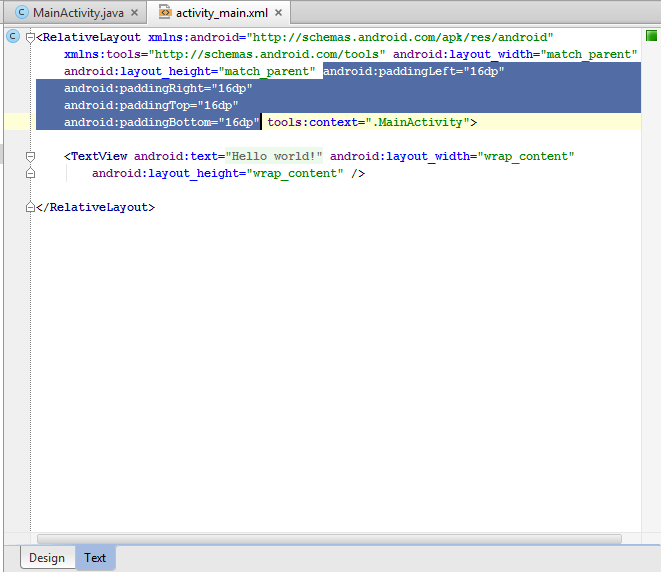 MainActivity.java × activity_main.xml ×
C <RelativeLayout xmlns:android="http://schemas.android.com/apk/res/android"
xmlns:tools="http://schemas.android.com/tools" android:layout_width="match_parent"
android:layout_height="match_parent" android:paddingLeft="16dp"
android:paddingRight="16dp"
android:paddingTop="16dp"
android:paddingBottom="16dp" tools:context=".MainActivity">
<TextView android:text="Hello world!" android:layout_width="wrap_content"
android:layout_height="wrap_content" />
</RelativeLayout>
Design Text